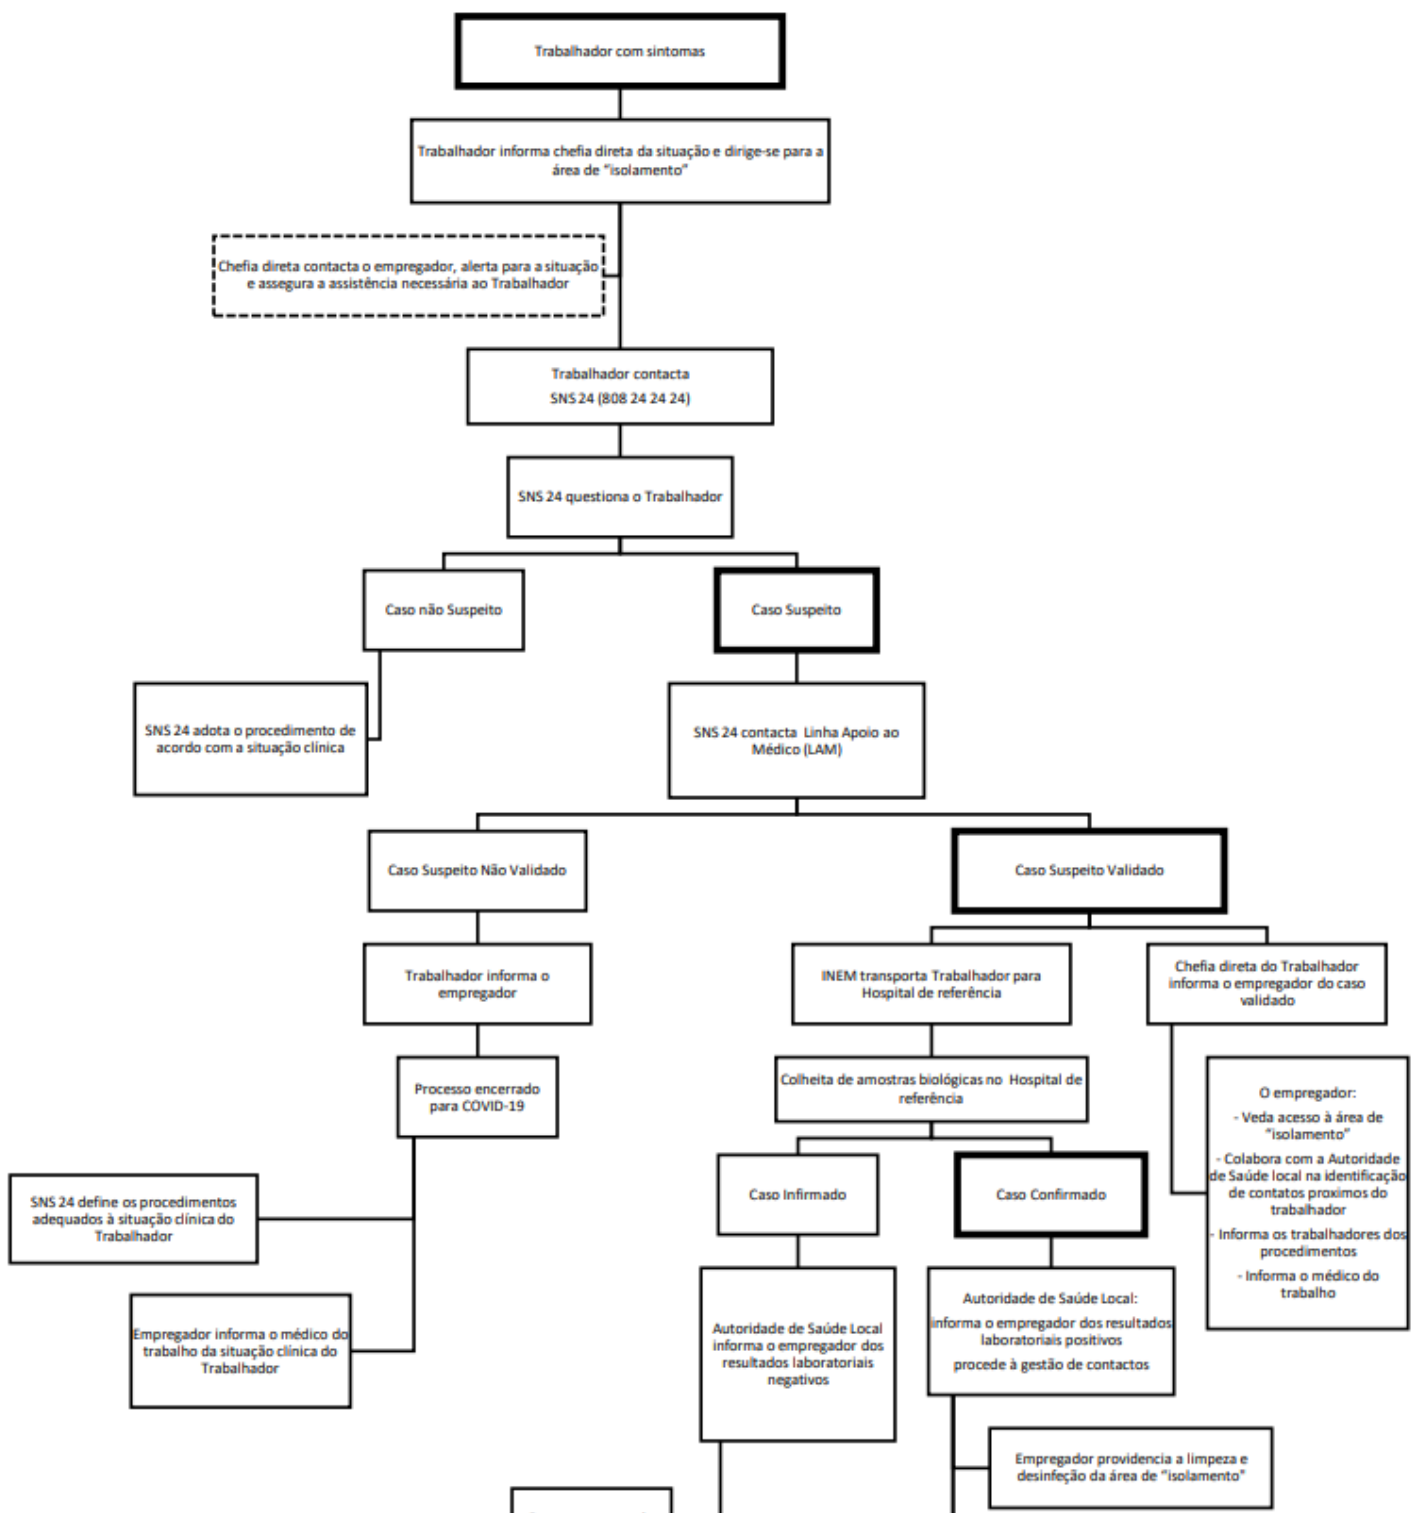 Trabalhador com sintomas
Trabalhador informa chefia direta da situação e dirige-se para a
área de “isolamento”
Chefia direta contacta o empregador, alerta para a situação
e assegura a assistência necessária ao Trabalhador
Trabalhador contacta
SNS 24 (808 24 24 24)
SNS 24 questiona o Trabalhador
Caso não Suspeito
Caso Suspeito
SNS 24 adota o procedimento de
acordo com a situação clínica
SNS 24 contacta Linha Apoio ao
Médico (LAM)
Caso Suspeito Não Validado
Caso Suspeito Validado
Trabalhador informa o
empregador
INEM transporta Trabalhador para
Hospital de referência
Chefia direta do Trabalhador
informa o empregador do caso
validado
Processo encerrado
para COVID-19
Colheita de amostras biológicas no Hospital de
referência
O empregador:
- Veda acesso à área de
“isolamento”
- Colabora com a Autoridade
de Saúde local na identificação
de contatos proximos do
trabalhador
- Informa os trabalhadores dos
procedimentos
- Informa o médico do
trabalho
SNS 24 define os procedimentos
adequados à situação clínica do
Trabalhador
Caso Infirmado
Caso Confirmado
Empregador informa o médico do
trabalho da situação clínica do
Trabalhador
Autoridade de Saúde Local
informa o empregador dos
resultados laboratoriais
negativos
Autoridade de Saúde Local:
informa o empregador dos resultados
laboratoriais positivos
procede à gestão de contactos
Empregador providencia a limpeza e
desinfeção da área de “isolamento”